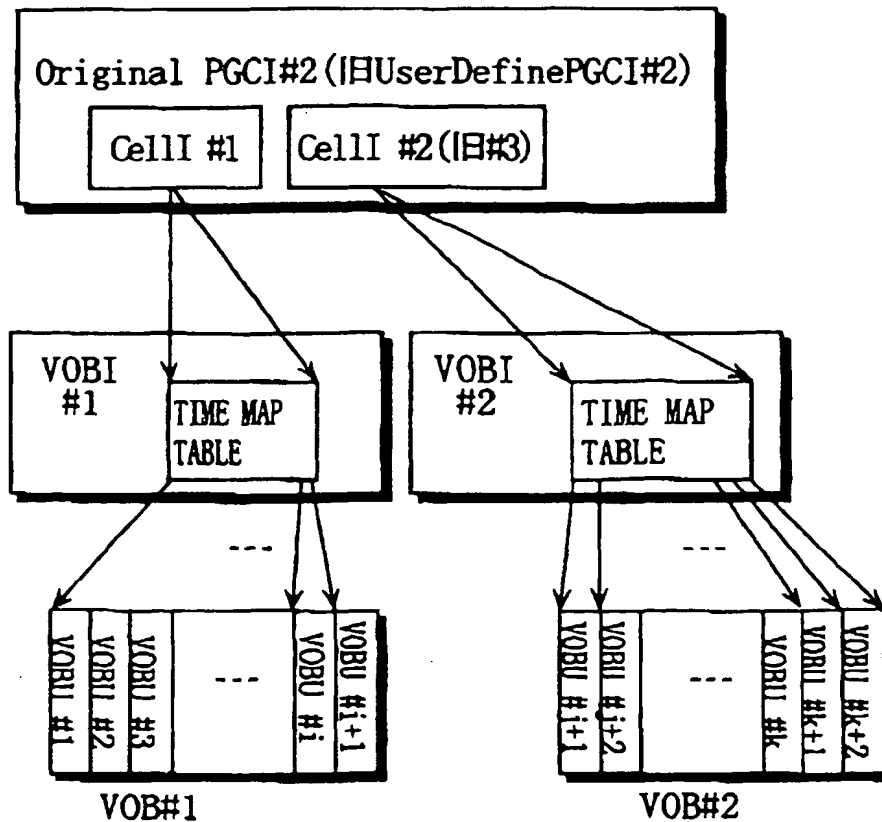 Original PGCI#2(旧UserDefinePGCI#2)
CellI #1
CellI #2(旧#3)
VOBI
#1
TIME MAP
TABLE
VOBI
#2
TIME MAP
TABLE
---
---
VOBU #1
VOBU #2
VOBU #3
---
VOBU #i
VOBU #i+1
VOBU #j+1
VOBU #j+2
---
VOBU #k
VOBU #k+1
VOBU #k+2
VOB#1
VOB#2